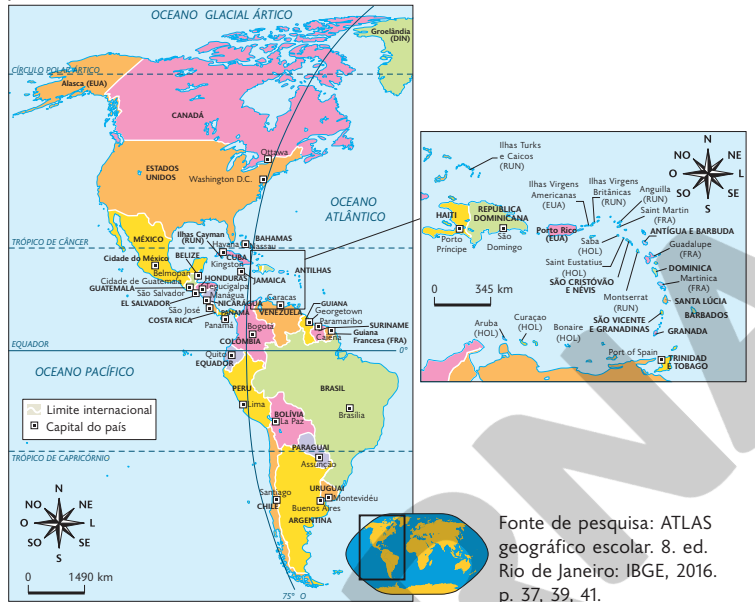 OCEANO GLACIAL ÁRTICO
Groelândia
(DIN)
CÍRCULO POLAR ÁRTICO
Alasca (EUA)
CANADÁ
Ottawa
ESTADOS
UNIDOS
Washington D.C.
OCEANO
ATLÂNTICO
TRÓPICO DE CÂNCER
MÉXICO
Ilhas Cayman
(RUN)
Havana
BAHAMAS
Nassau
CUBA
Cidade do México
BELIZE
Kingston
Belmopan
ANTILHAS
HONDURAS
JAMAICA
Cidade de Guatemala
Tegucigalpa
GUATEMALA
São Salvador
Manágua
EL SALVADOR
NICARÁGUA
Caracas
GUIANA
São José
PANAMÁ
VENEZUELA
Georgetown
COSTA RICA
Paramaribo
Panamá
Bogotá
SURINAME
Guiana
Francesa (FRA)
Caiena
COLÔMBIA
EQUADOR
0°
Quito
EQUADOR
OCEANO PACÍFICO
PERU
BRASIL
Lima
BOLÍVIA
La Paz
Brasília
Limite internacional
Capital do país
PARAGUAI
TRÓPICO DE CAPRICÓRNIO
Assunção
URUGUAI
Santiago
Montevidéu
CHILE
Buenos Aires
ARGENTINA
N
NO
NE
O
L
SO
SE
S
0 1490 km
75° O
N
NO
NE
O
L
SO
SE
S
Ilhas Turks
e Caicos
(RUN)
Ilhas Virgens
Americanas
(EUA)
Ilhas Virgens
Britânicas
(RUN)
Anguilla
(RUN)
Saint Martin
(FRA)
HAITI
REPÚBLICA
DOMINICANA
Porto Rico
(EUA)
ANTÍGUA E BARBUDA
Porto
Príncipe
São
Domingo
Saba
(HOL)
Guadalupe
(FRA)
Saint Eustatius
(HOL)
DOMINICA
SÃO CRISTÓVÃO
E NÉVIS
Martinica
(FRA)
0 345 km
Montserrat
(RUN)
SANTA LÚCIA
BARBADOS
Aruba
(HOL)
Curaçao
(HOL)
Bonaire
(HOL)
SÃO VICENTE
E GRANADINAS
GRANADA
Port of Spain
TRINIDAD
E TOBAGO
Fonte de pesquisa: ATLAS
geográfico escolar. 8. ed.
Rio de Janeiro: IBGE, 2016.
p. 37, 39, 41.